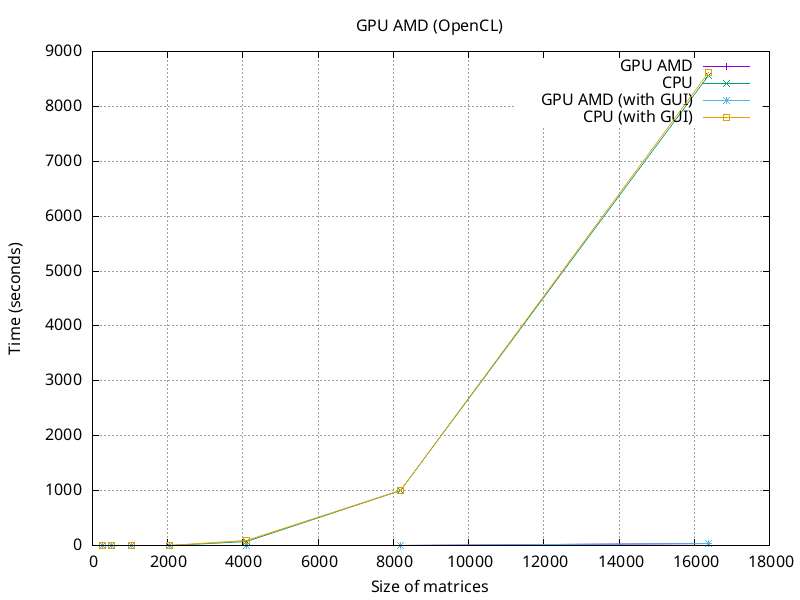 GPU AMD (OpenCL)
9000
8000
7000
6000
5000
4000
3000
2000
1000
0
Time (seconds)
GPU AMD
CPU
GPU AMD (with GUI)
CPU (with GUI)
0 2000 4000 6000 8000 10000 12000 14000 16000 18000
Size of matrices